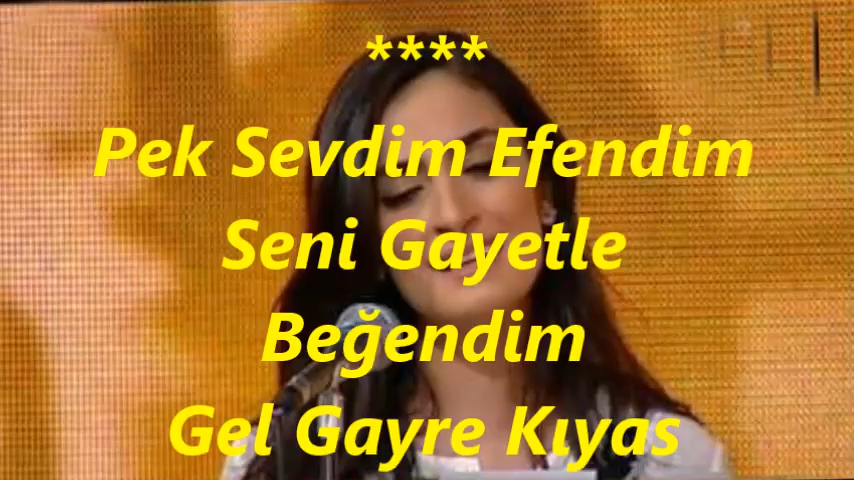 ****
Pek Sevdim Efendim
Seni Gayetle
Beğendim
Gel Gayre Kıyas